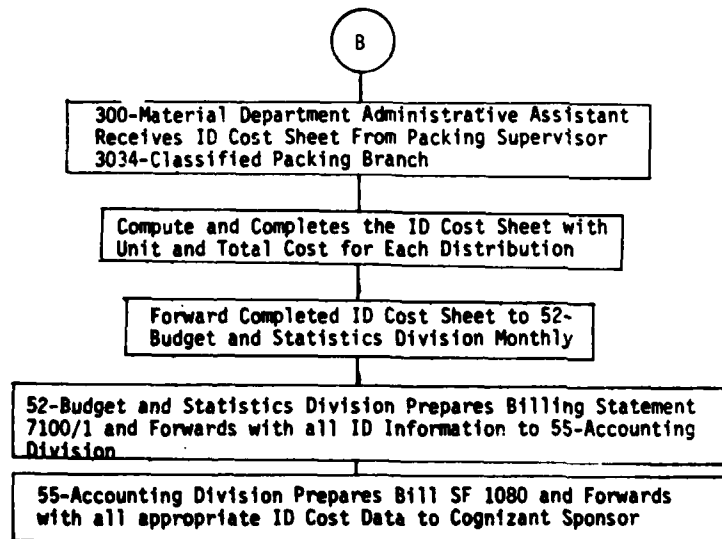 B
300-Material Department Administrative Assistant
Receives ID Cost Sheet From Packing Supervisor
3034-Classified Packing Branch
Compute and Completes the ID Cost Sheet with
Unit and Total Cost for Each Distribution
Forward Completed ID Cost Sheet to 52-
Budget and Statistics Division Monthly
52-Budget and Statistics Division Prepares Billing Statement
7100/1 and Forwards with all ID Information to 55-Accounting
Division
55-Accounting Division Prepares Bill SF 1080 and Forwards
with all appropriate ID Cost Data to Cognizant Sponsor